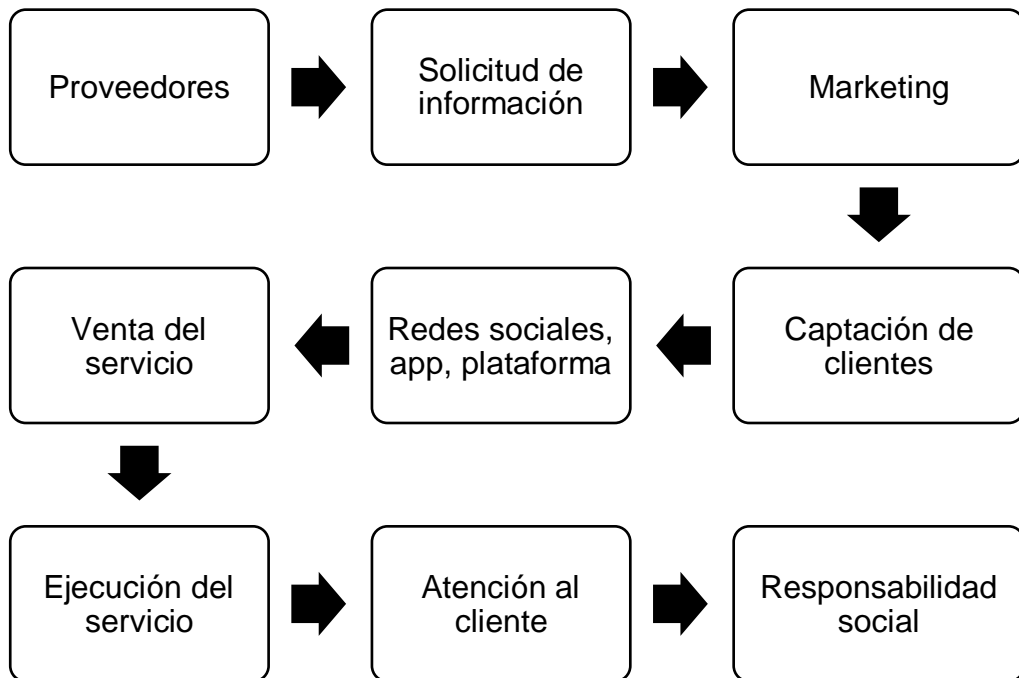 Proveedores
Solicitud de
información
Marketing
Captación de
clientes
Redes sociales,
app, plataforma
Venta del
servicio
Ejecución del
servicio
Atención al
cliente
Responsabilidad
social